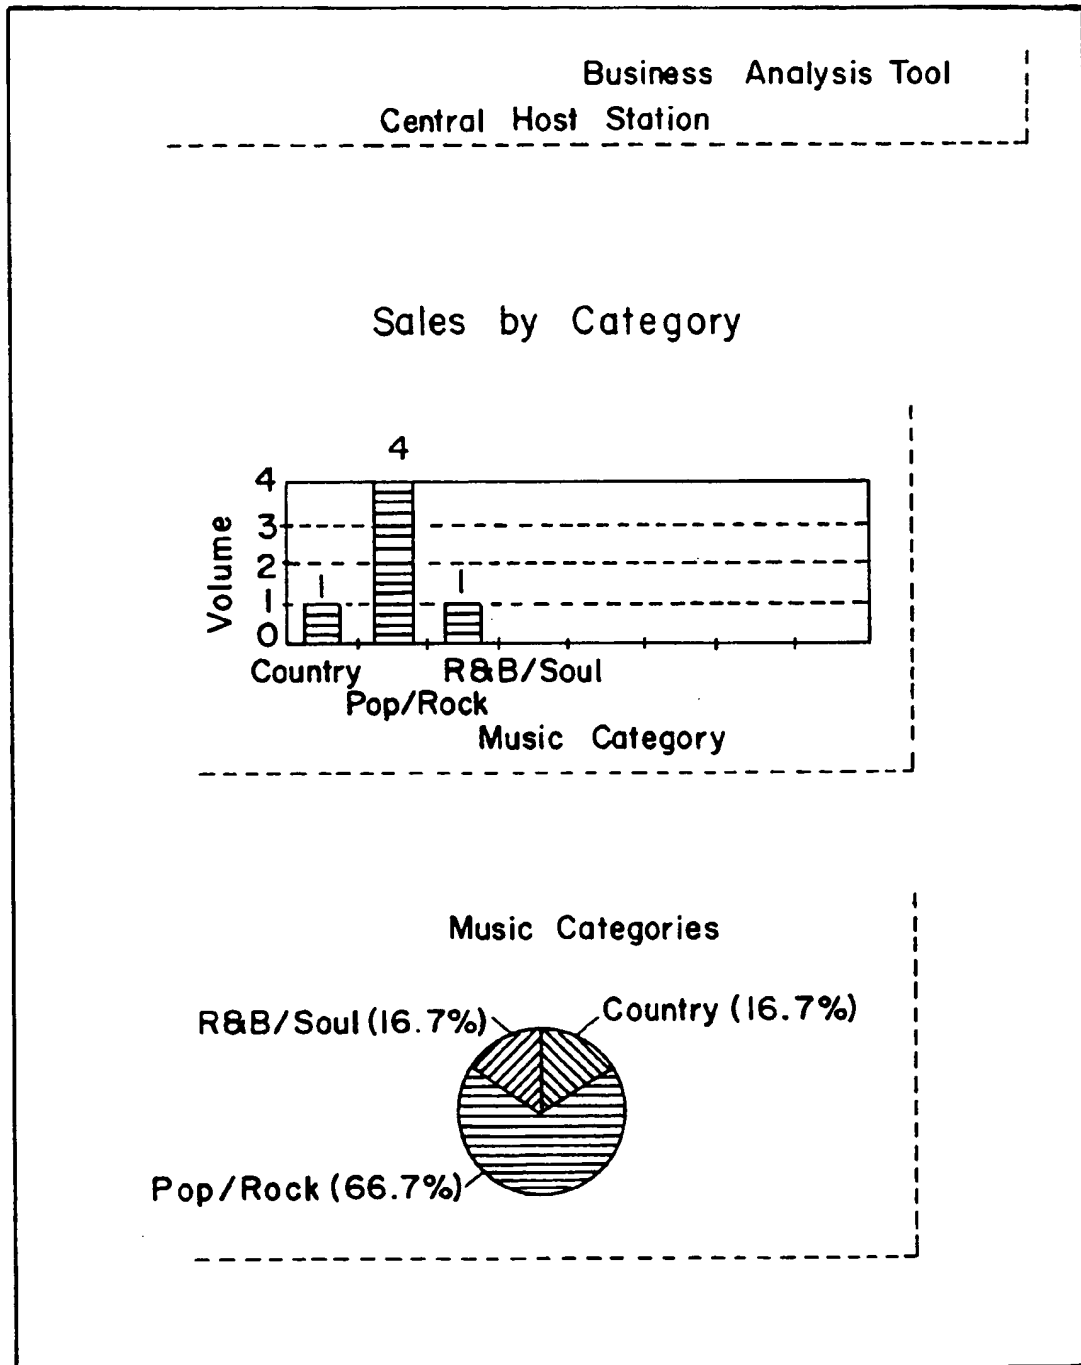 Business Analysis Tool
Central Host Station
Sales by Category
4
4
3
2
1
1
1
0
Volume
Country
R&B/Soul
Pop/Rock
Music Category
Music Categories
R&B/Soul (16.7%)
Country (16.7%)
Pop/Rock (66.7%)